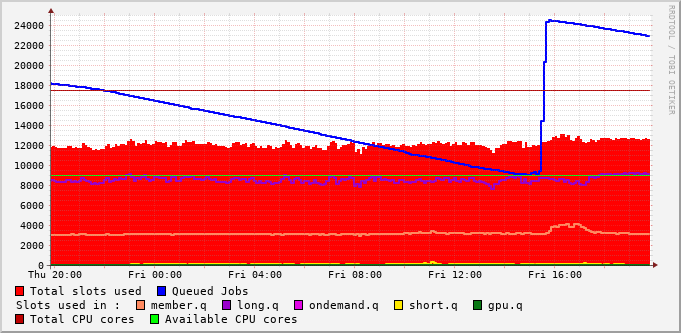 RRDTOOL / TOBI OETIKER
24000
22000
20000
18000
16000
14000
12000
10000
8000
6000
4000
2000
0
Thu 20:00 Fri 00:00 Fri 04:00 Fri 08:00 Fri 12:00 Fri 16:00
Total slots used Queued Jobs
Slots used in : member.q long.q ondemand.q short.q gpu.q
Total CPU cores Available CPU cores